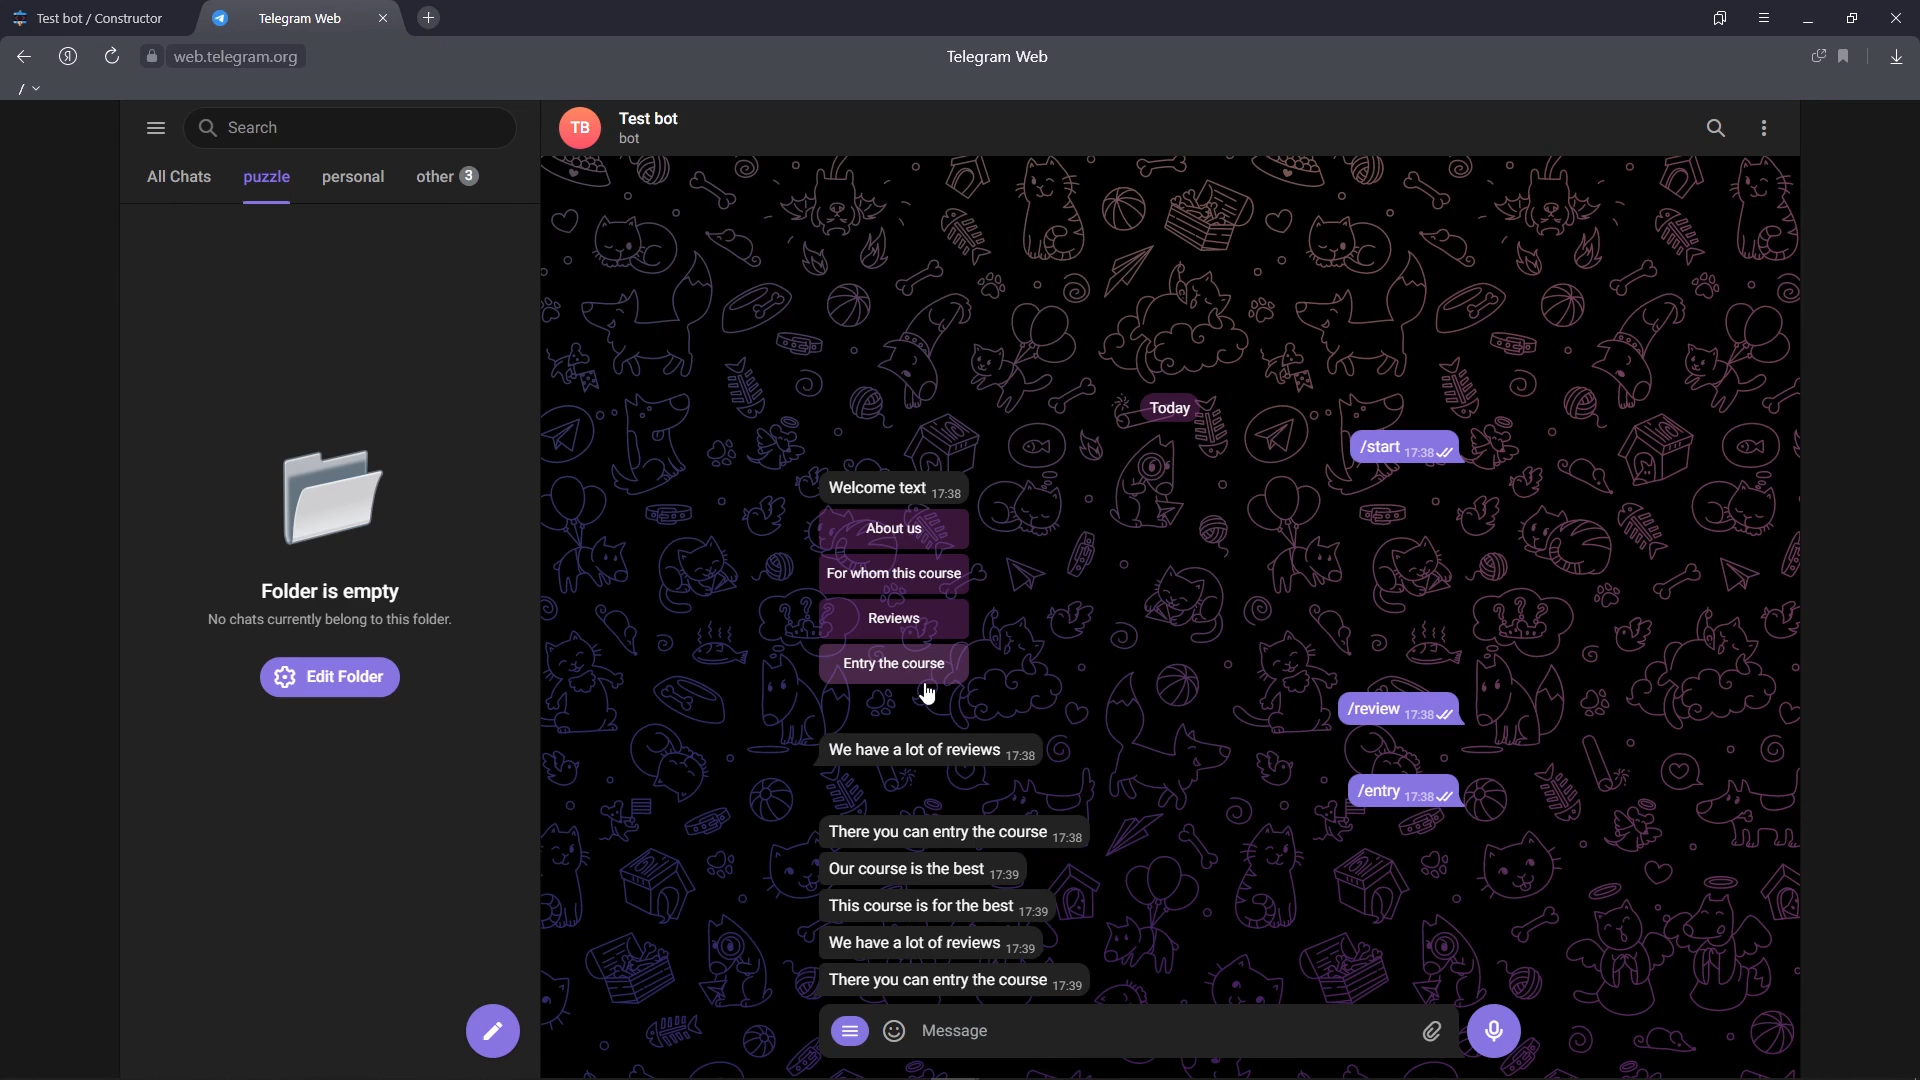 Test bot / Constructor
Telegram Web
web.telegram.org
Telegram Web
/
Search
All Chats
puzzle
personal
other 3
TB
Test bot
bot
Folder is empty
No chats currently belong to this folder.
Edit Folder
Today
/start 17:38
Welcome text 17:38
About us
For whom this course
Reviews
Entry the course
/review 17:38
We have a lot of reviews 17:38
/entry 17:38
There you can entry the course 17:38
Our course is the best 17:39
This course is for the best 17:39
We have a lot of reviews 17:39
There you can entry the course 17:39
Message